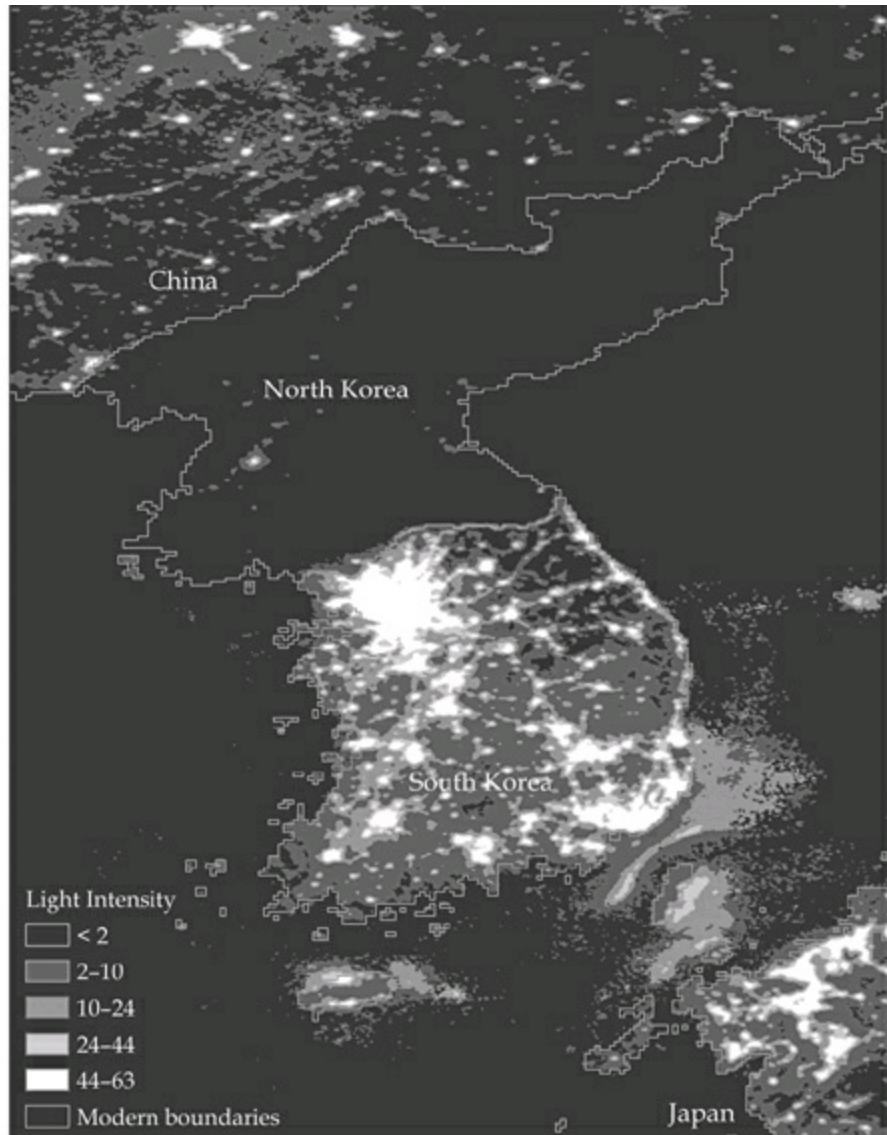 China
North Korea
South Korea
Light Intensity
< 2
2–10
10–24
24–44
44–63
Modern boundaries
Japan